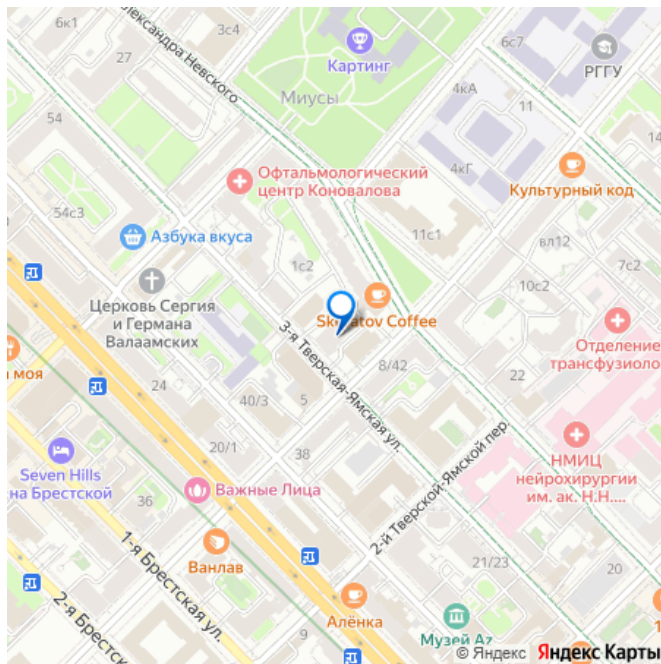 6к1
3с4
Александра Невского
27
Картинг
6с7
РГГУ
Миусы
4кА
11
14
54
Офтальмологический
центр Коновалова
4кГ
Культурный код
54с3
Азбука вкуса
11с1
вл12
7с2
1с2
10с2
Церковь Сергия
и Германа
Валаамских
Skuratov Coffee
3-я Тверская-Ямская ул.
Отделение
трансфузиоло
моя
24
40/3
5
8/42
22
20/1
38
НМИЦ
нейрохирургии
им. ак. Н.Н....
Seven Hills
на Брестской
36
Важные Лица
2-й Тверской-Ямской пер.
1-я Брестская ул.
Ванлав
21/23
20
2-я Брестск
Алёнка
9
Музей Az
© Яндекс Яндекс Карты